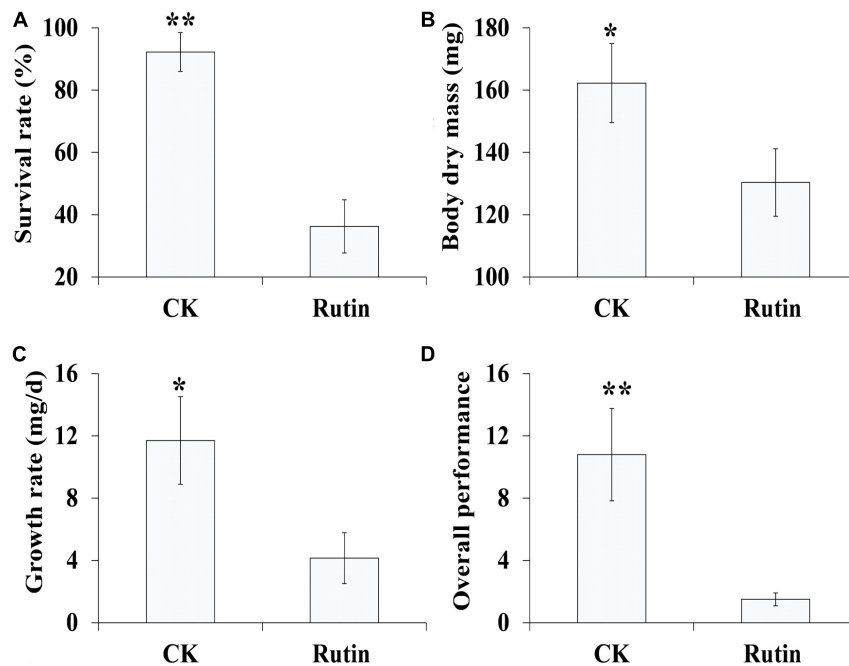 A
Survival rate (%)
100
80
60
40
20
**
CK
Rutin
B
Body dry mass (mg)
180
160
140
120
100
*
CK
Rutin
C
Growth rate (mg/d)
16
12
8
4
0
*
CK
Rutin
D
Overall performance
16
12
8
4
0
**
CK
Rutin